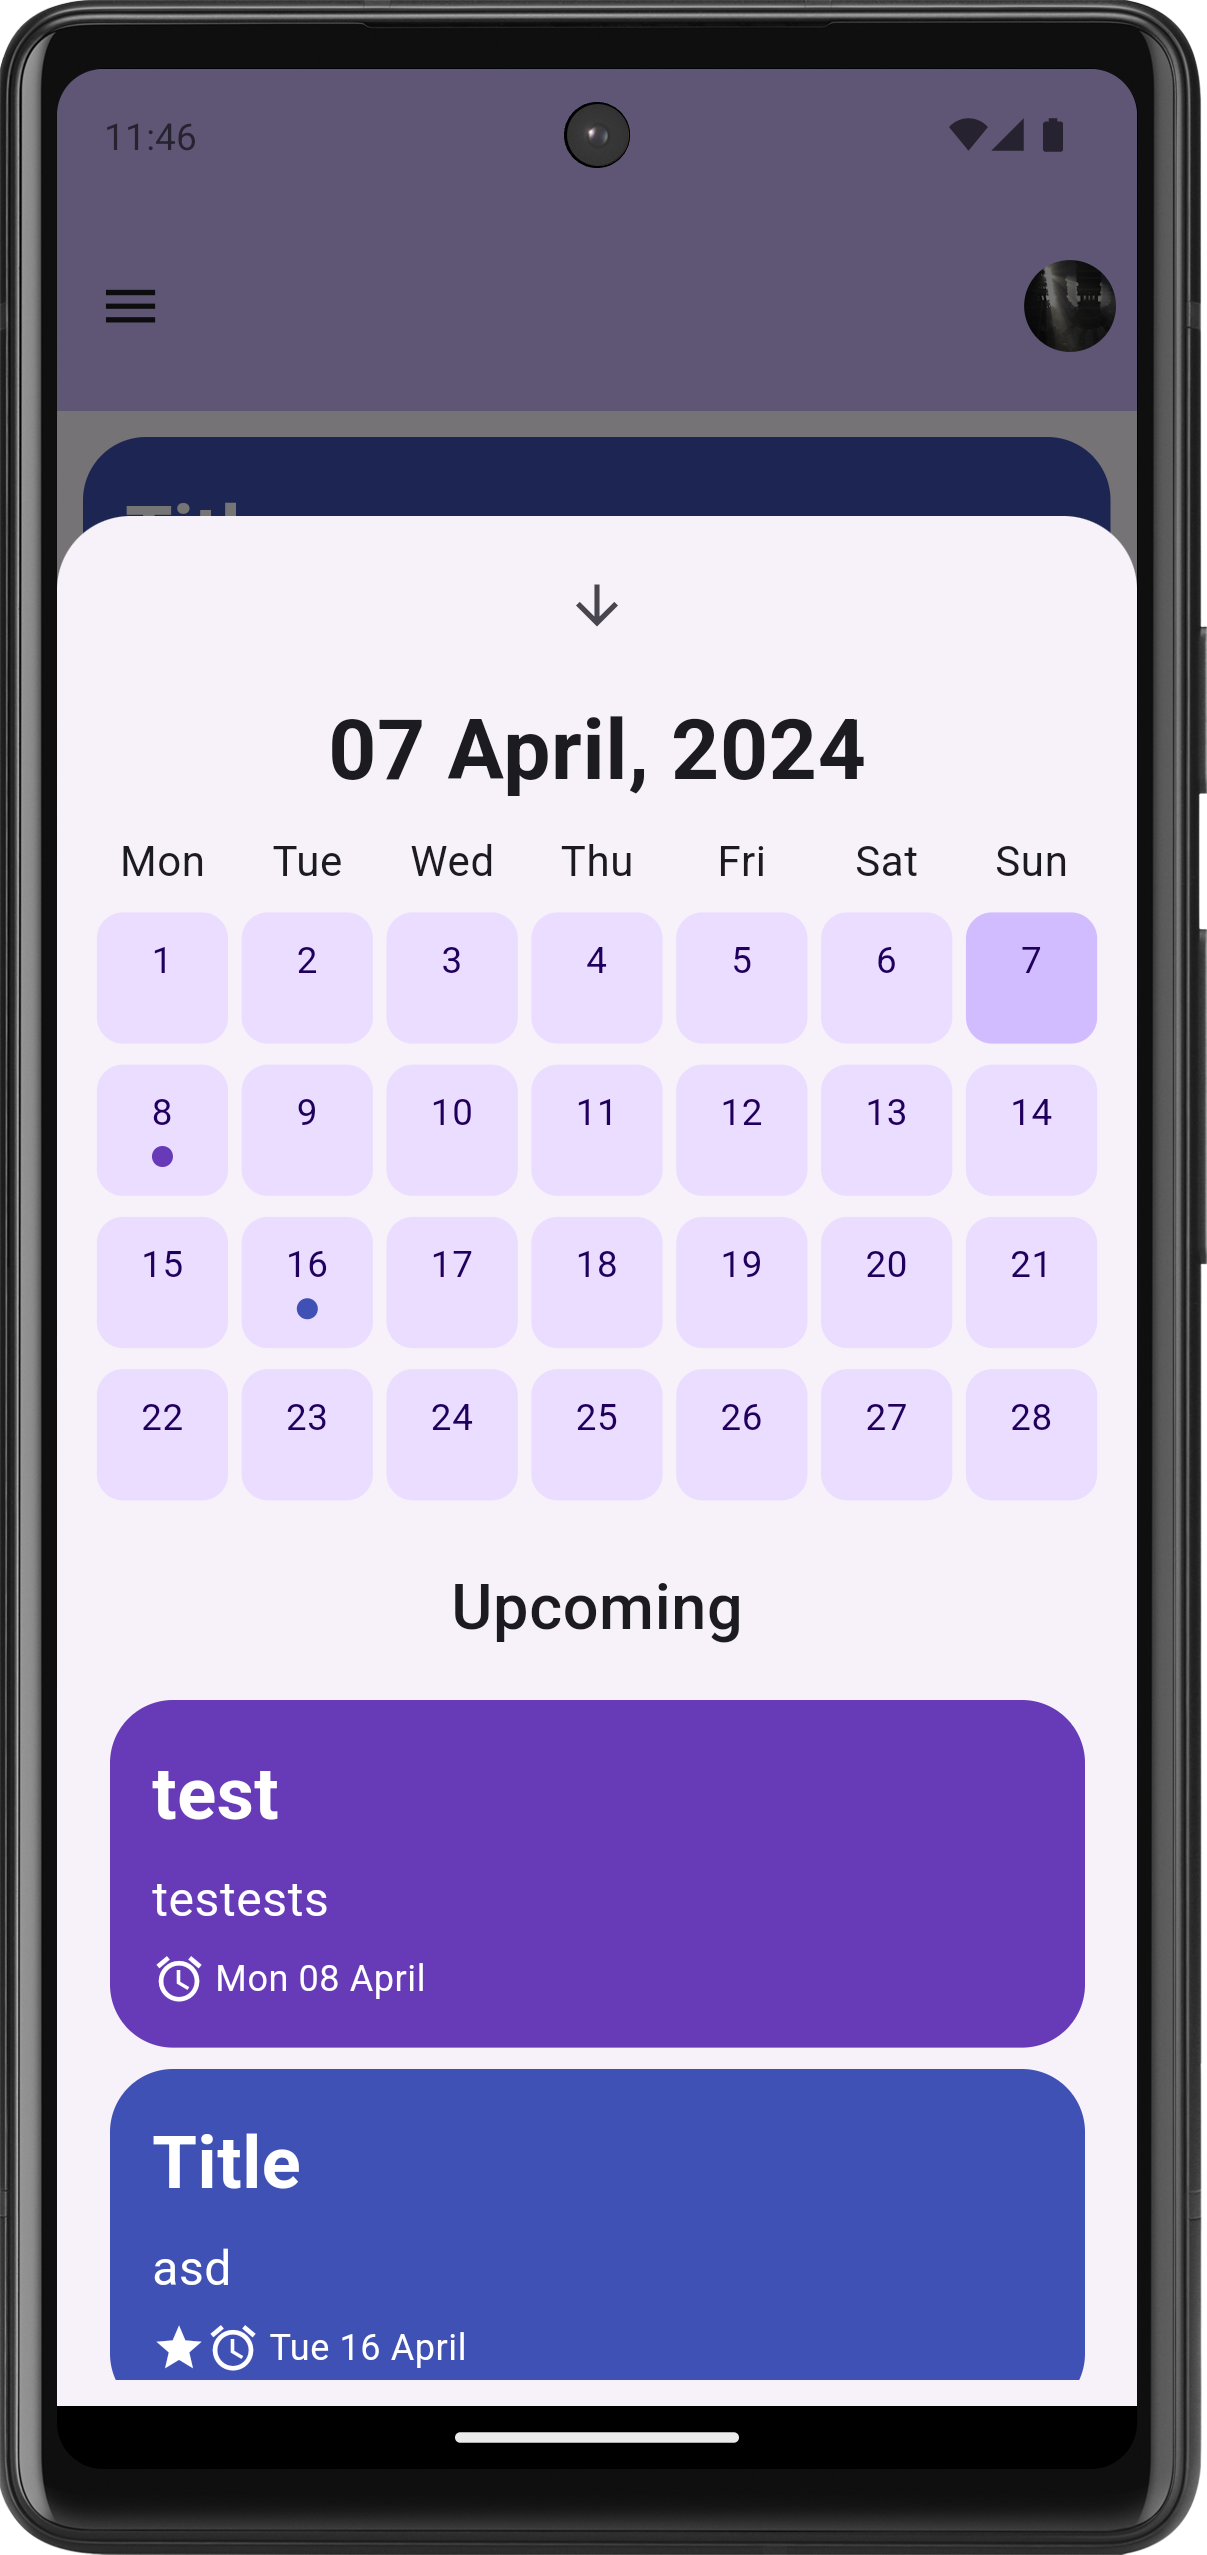 11:46
07 April, 2024
Mon Tue Wed Thu Fri Sat Sun
1 2 3 4 5 6 7
8 9 10 11 12 13 14
15 16 17 18 19 20 21
22 23 24 25 26 27 28
Upcoming
test
testests
Mon 08 April
Title
asd
Tue 16 April